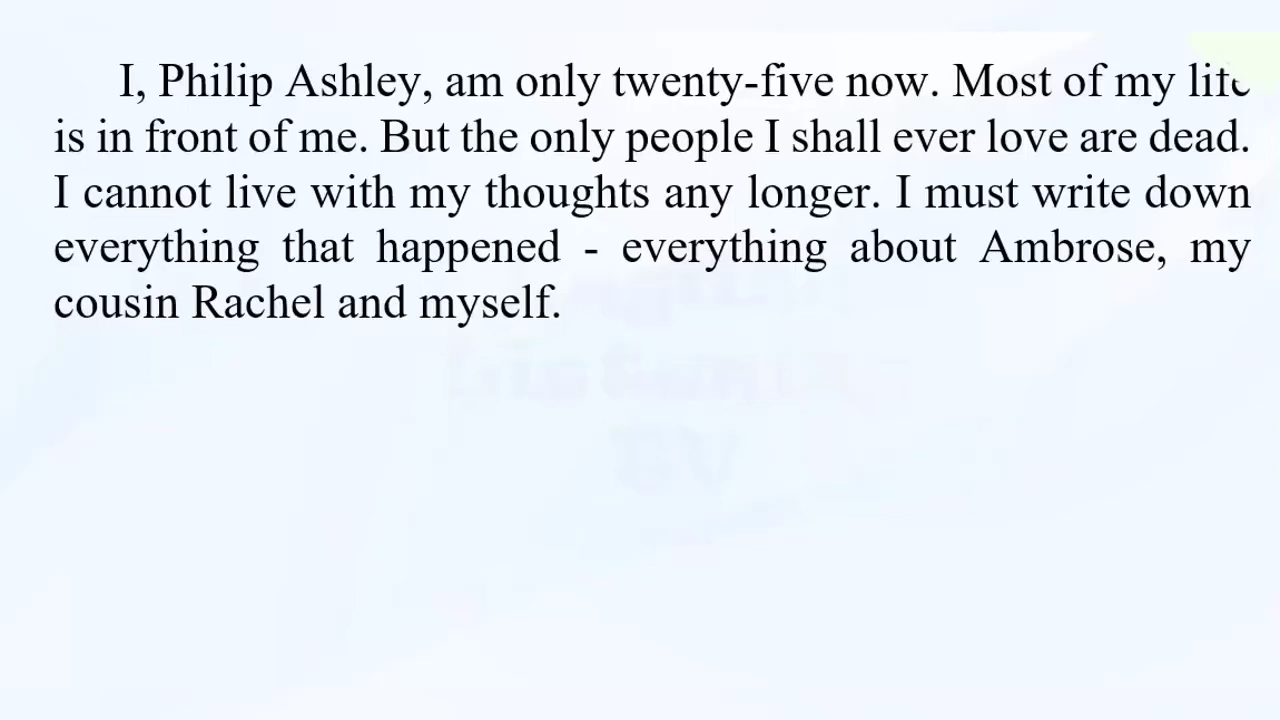 I, Philip Ashley, am only twenty-five now. Most of my life
is in front of me. But the only people I shall ever love are dead.
I cannot live with my thoughts any longer. I must write down
everything that happened - everything about Ambrose, my
cousin Rachel and myself.